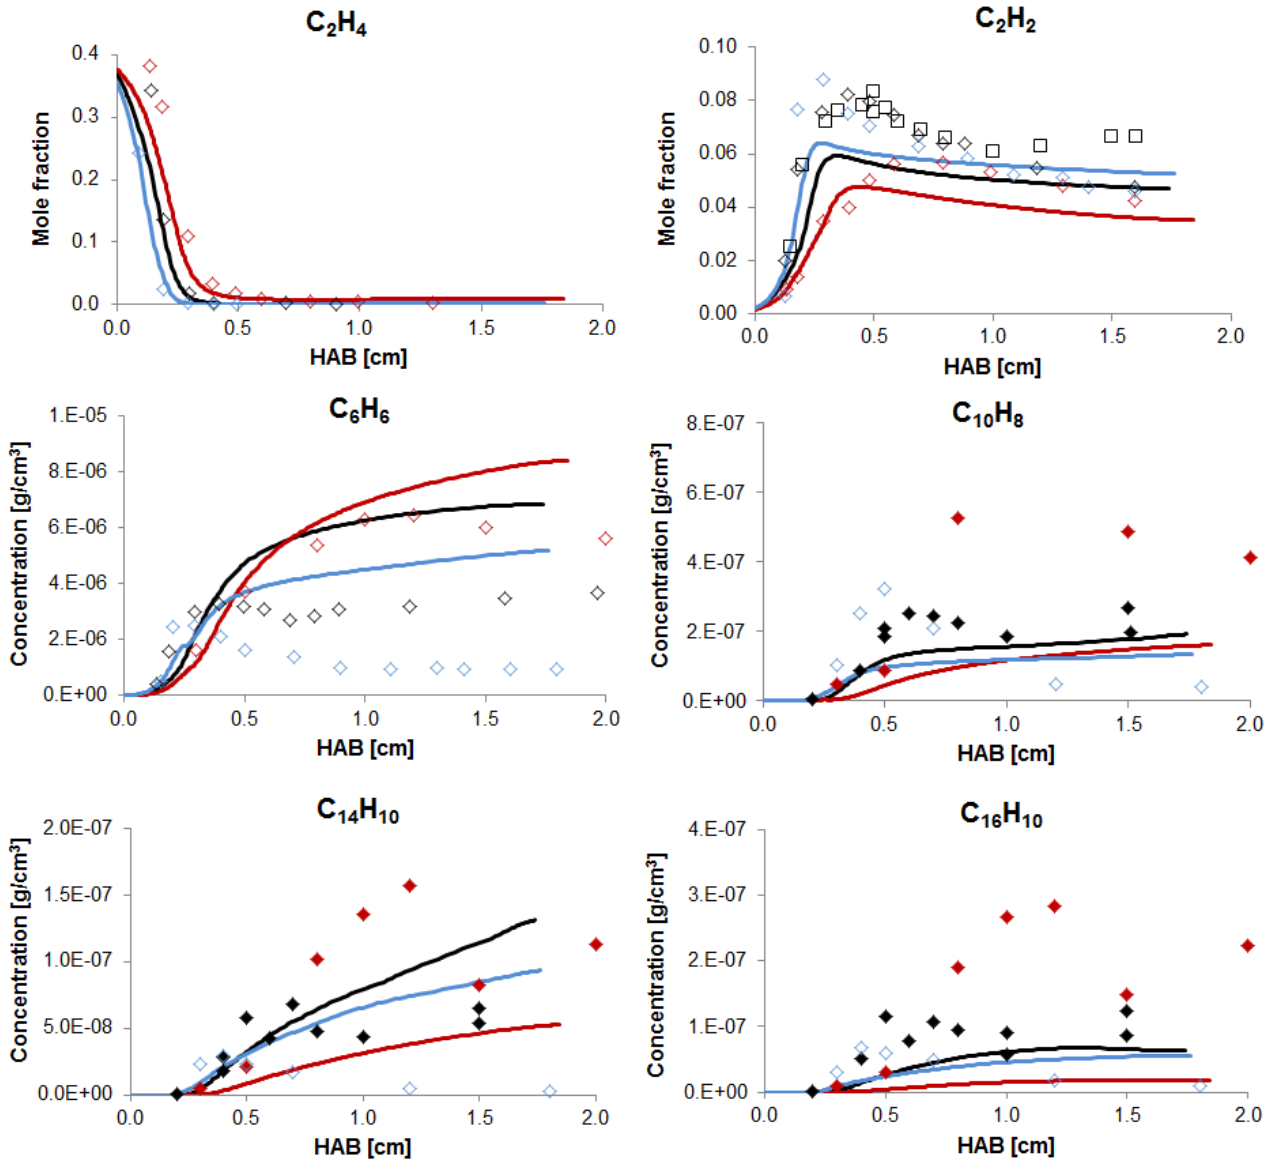 C₂H₄
Mole fraction
0.4
0.3
0.2
0.1
0.0
0.0 0.5 1.0 1.5 2.0
HAB [cm]
C₂H₂
Mole fraction
0.10
0.08
0.06
0.04
0.02
0.00
0.0 0.5 1.0 1.5 2.0
HAB [cm]
C₆H₆
Concentration [g/cm³]
1.E-05
8.E-06
6.E-06
4.E-06
2.E-06
0.E+00
0.0 0.5 1.0 1.5 2.0
HAB [cm]
C₁₀H₈
Concentration [g/cm³]
8.E-07
6.E-07
4.E-07
2.E-07
0.E+00
0.0 0.5 1.0 1.5 2.0
HAB [cm]
C₁₄H₁₀
Concentration [g/cm³]
2.0E-07
1.5E-07
1.0E-07
5.0E-08
0.0E+00
0.0 0.5 1.0 1.5 2.0
HAB [cm]
C₁₆H₁₀
Concentration [g/cm³]
4.E-07
3.E-07
2.E-07
1.E-07
0.E+00
0.0 0.5 1.0 1.5 2.0
HAB [cm]